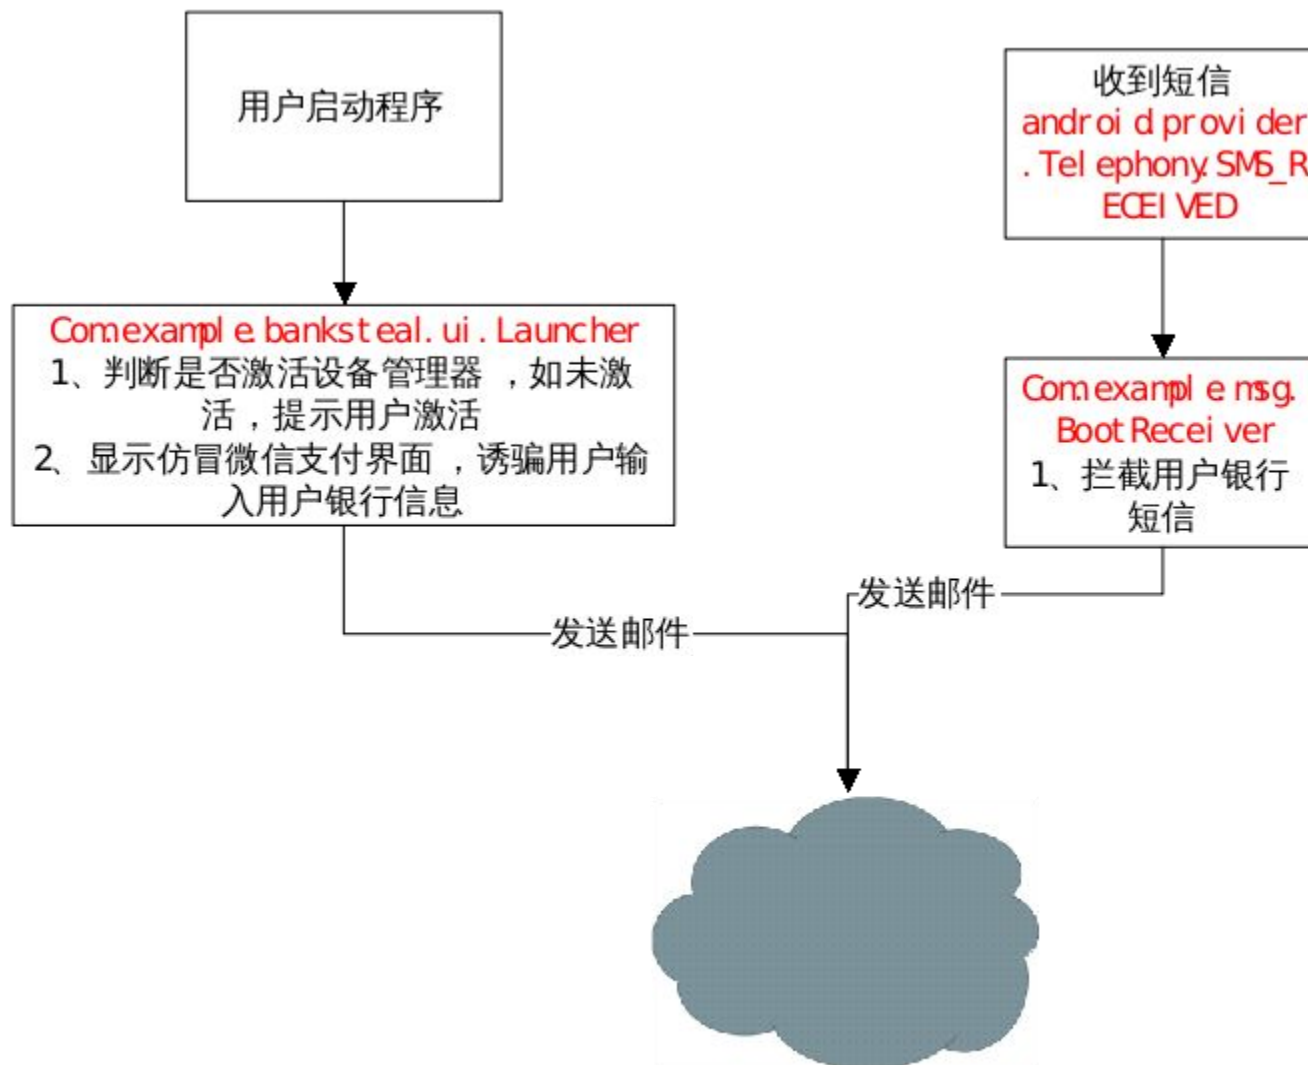 用户启动程序
收到短信
android.provider
.Telephony.SMS_R
ECEIVED
Com.example.banksteal.ui.Launcher
1、判断是否激活设备管理器 ，如未激
活，提示用户激活
2、显示仿冒微信支付界面 ，诱骗用户输
入用户银行信息
Com.example.msg.
BootReceiver
1、拦截用户银行
短信
发送邮件
发送邮件